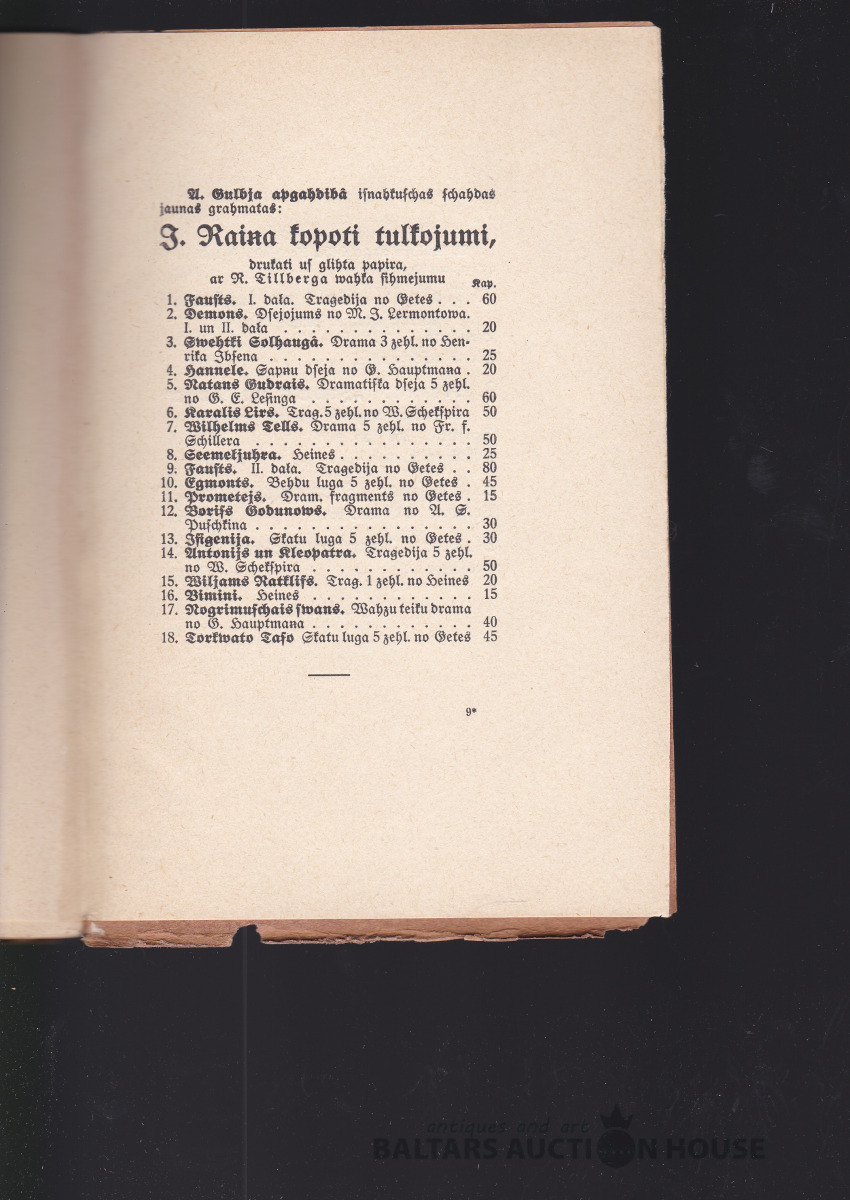 A. Gulbja apgahdibâ iſnahkuſchas ſchahdas
jaunas grahmatas:
J. Raiņa kopoti tulkojumi,
drukati uſ glihta papira,
ar R. Tillberga wahka ſihmejumu
Kap.
1. Fauſts. I. daļa. Tragedija no Getes . . . 60
2. Demons. Dſejojums no M. J. Lermontowa.
I. un II. daļa . . . . . . . . . . . . . . 20
3. Swehtki Solhaugâ. Drama 3 zehl. no Hen-
rika Ibſena . . . . . . . . . . . . . . . 25
4. Hannele. Sapņu dſeja no G. Hauptmaņa . 20
5. Natans Gudrais. Dramatiſka dſeja 5 zehl.
no G. E. Leſinga . . . . . . . . . . . . 60
6. Karalis Lirs. Trag. 5 zehl. no W. Schekſpira 50
7. Wilhelms Tells. Drama 5 zehl. no Fr. f.
Schillera . . . . . . . . . . . . . . . . 50
8. Seemeljuhra. Heines . . . . . . . . . . 25
9. Fauſts. II. daļa. Tragedija no Getes . . 80
10. Egmonts. Behdu luga 5 zehl. no Getes . 45
11. Prometejs. Dram. fragments no Getes . 15
12. Boriſs Godunows. Drama no A. S.
Puſchkina . . . . . . . . . . . . . . . 30
13. Ifigenija. Skatu luga 5 zehl. no Getes . 30
14. Antonijs un Kleopatra. Tragedija 5 zehl.
no W. Schekſpira . . . . . . . . . . . 50
15. Wiljams Ratklifs. Trag. 1 zehl. no Heines 20
16. Bimini. Heines . . . . . . . . . . . . 15
17. Nogrimuſchais ſwans. Wahzu teiku drama
no G. Hauptmaņa . . . . . . . . . . . 40
18. Torkwato Taſo Skatu luga 5 zehl. no Getes 45
9*
antiques and art
BALTARS AUCTION HOUSE